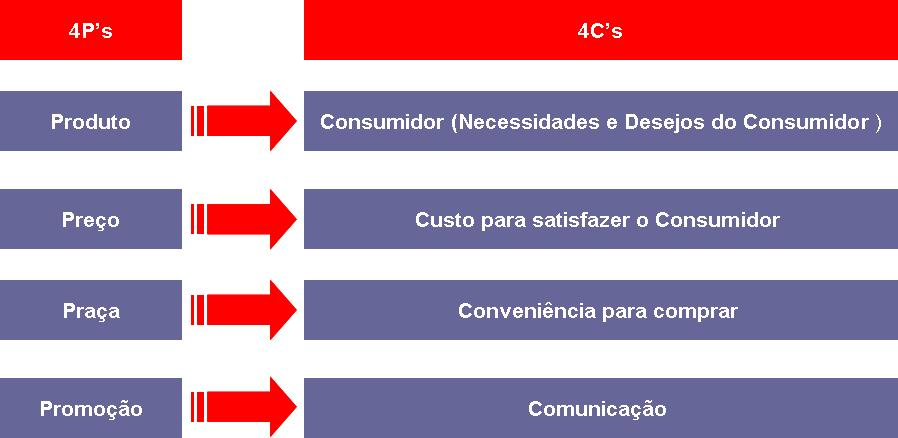 4P’s
4C’s
Produto
Consumidor (Necessidades e Desejos do Consumidor )
Preço
Custo para satisfazer o Consumidor
Praça
Conveniência para comprar
Promoção
Comunicação